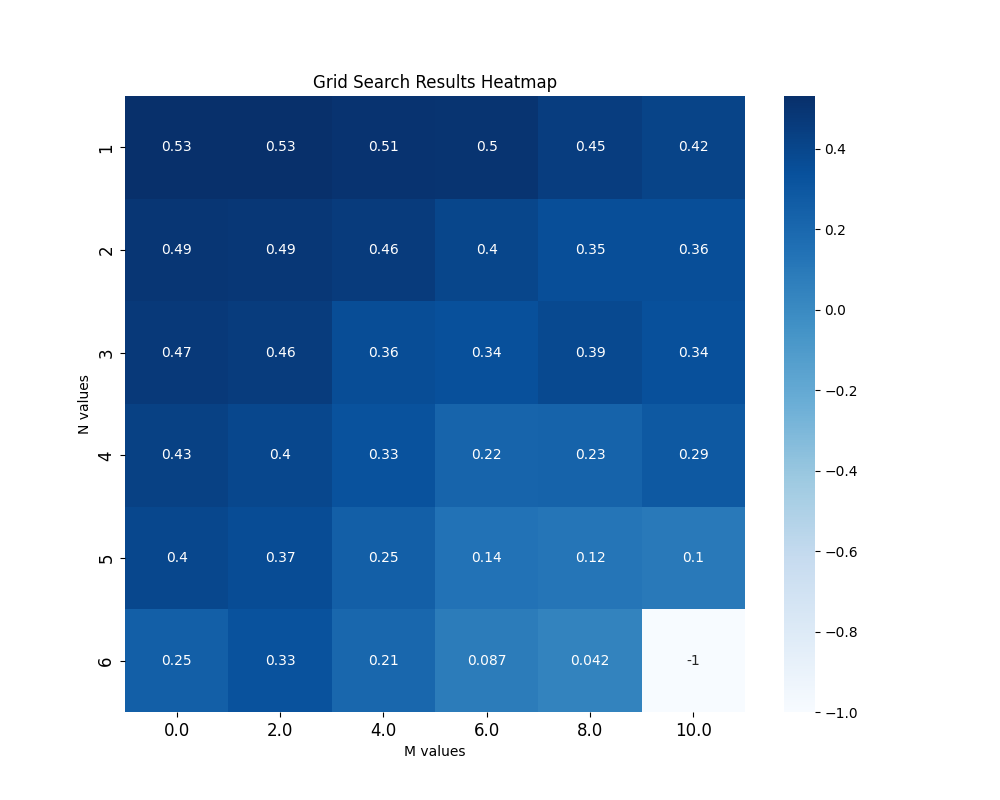 Grid Search Results Heatmap
N values
1 0.53 0.53 0.51 0.5 0.45 0.42
2 0.49 0.49 0.46 0.4 0.35 0.36
3 0.47 0.46 0.36 0.34 0.39 0.34
4 0.43 0.4 0.33 0.22 0.23 0.29
5 0.4 0.37 0.25 0.14 0.12 0.1
6 0.25 0.33 0.21 0.087 0.042 -1
0.0 2.0 4.0 6.0 8.0 10.0
M values
0.4
0.2
0.0
−0.2
−0.4
−0.6
−0.8
−1.0